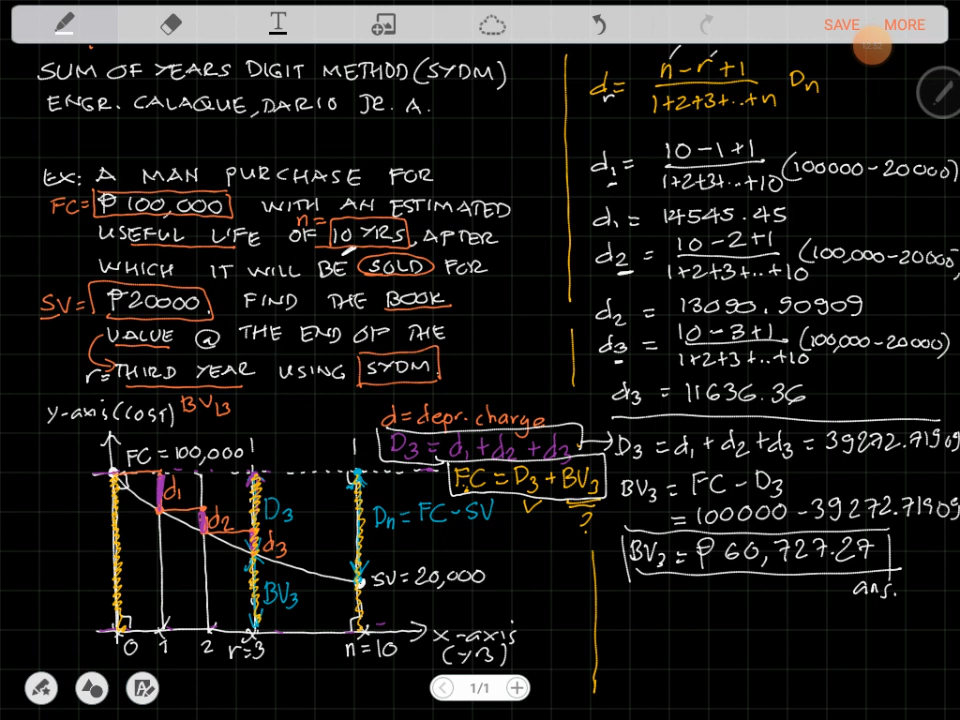 SAVE MORE
12:52
SUM OF YEARS DIGIT METHOD (SYDM)
ENGR. CALAQUE, DARIO JR. A.
EX: A MAN PURCHASE FOR
FC= ₱100,000 WITH AN ESTIMATED
n=
USEFUL LIFE OF 10 YRS, AFTER
WHICH IT WILL BE SOLD FOR
SV= ₱20000. FIND THE BOOK
VALUE @ THE END OF THE
r= THIRD YEAR USING SYDM.
y-axis (COST) BV
FC = 100,000
d1
d2
d3
D3
BV3
Dn = FC - SV
SV = 20,000
0 1 2 r=3 n=10
x-axis
(yr)
d = depr. charge
D3 = d1 + d2 + d3
FC = D3 + BV3
?
dr = n - r + 1 / 1+2+3+...+n Dn
d1 = 10 - 1 + 1 / 1+2+3+...+10 (100000 - 20000)
d1 = 14545.45
d2 = 10 - 2 + 1 / 1+2+3+...+10 (100,000 - 20000)
d2 = 13090.90909
d3 = 10 - 3 + 1 / 1+2+3+...+10 (100,000 - 20000)
d3 = 11636.36
D3 = d1 + d2 + d3 = 39272.71909
BV3 = FC - D3
= 100000 - 39272.71909
BV3 = ₱60,727.27
ans.
1/1